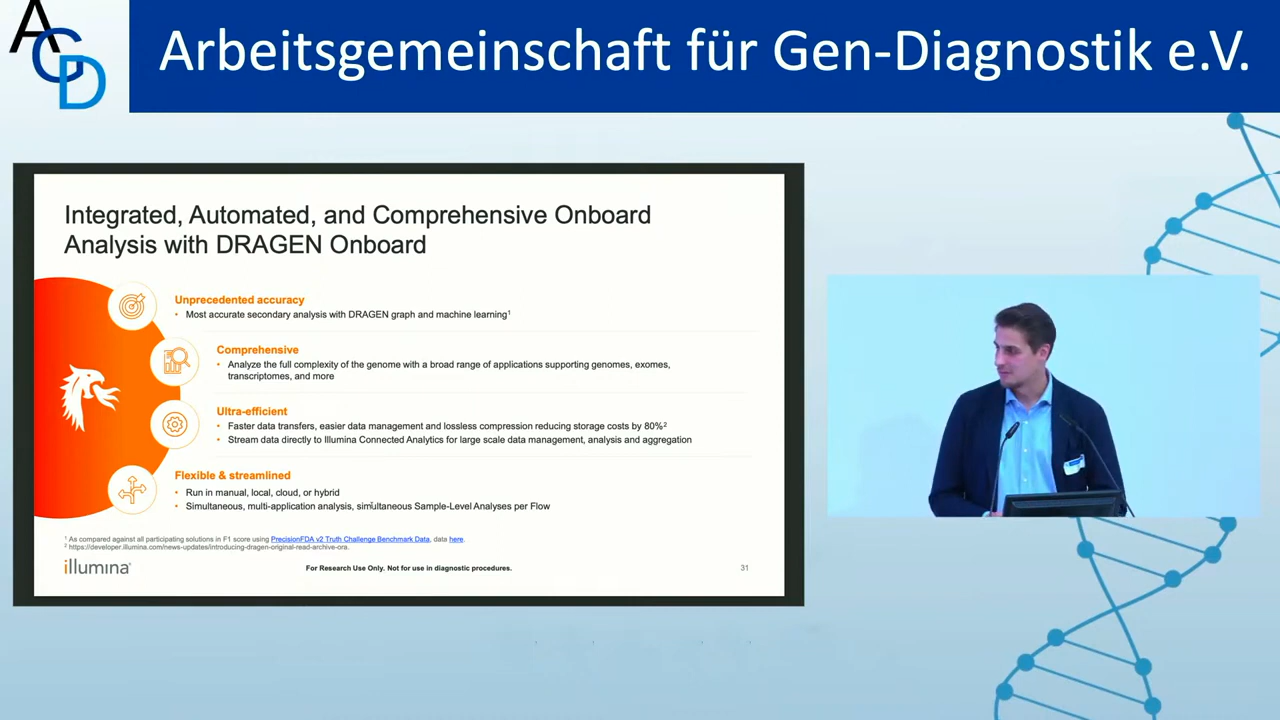 AGD
Arbeitsgemeinschaft für Gen-Diagnostik e.V.
Integrated, Automated, and Comprehensive Onboard
Analysis with DRAGEN Onboard
Unprecedented accuracy
• Most accurate secondary analysis with DRAGEN graph and machine learning¹
Comprehensive
• Analyze the full complexity of the genome with a broad range of applications supporting genomes, exomes,
transcriptomes, and more
Ultra-efficient
• Faster data transfers, easier data management and lossless compression reducing storage costs by 80%²
• Stream data directly to Illumina Connected Analytics for large scale data management, analysis and aggregation
Flexible & streamlined
• Run in manual, local, cloud, or hybrid
• Simultaneous, multi-application analysis, simultaneous Sample-Level Analyses per Flow
¹ As compared against all participating solutions in F1 score using PrecisionFDA v2 Truth Challenge Benchmark Data, data here.
² https://developer.illumina.com/news-updates/introducing-dragen-original-read-archive-ora.
illumina®
For Research Use Only. Not for use in diagnostic procedures.
31